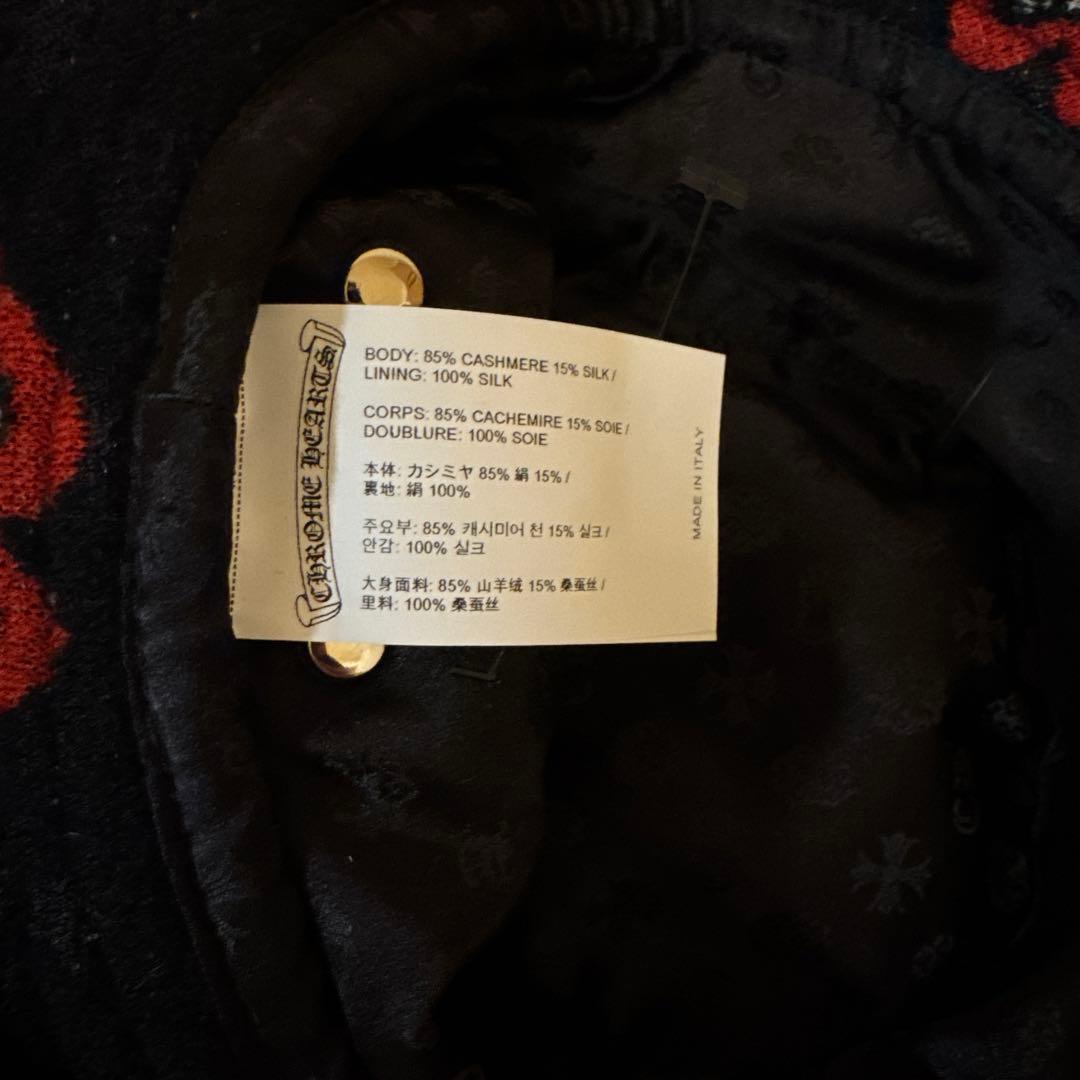 CHROME HEARTS
BODY: 85% CASHMERE 15% SILK /
LINING: 100% SILK
CORPS: 85% CACHEMIRE 15% SOIE /
DOUBLURE: 100% SOIE
本体: カシミヤ 85% 絹 15% /
裏地: 絹 100%
주요부: 85% 캐시미어 천 15% 실크 /
안감: 100% 실크
大身面料: 85% 山羊绒 15% 桑蚕丝 /
里料: 100% 桑蚕丝
MADE IN ITALY